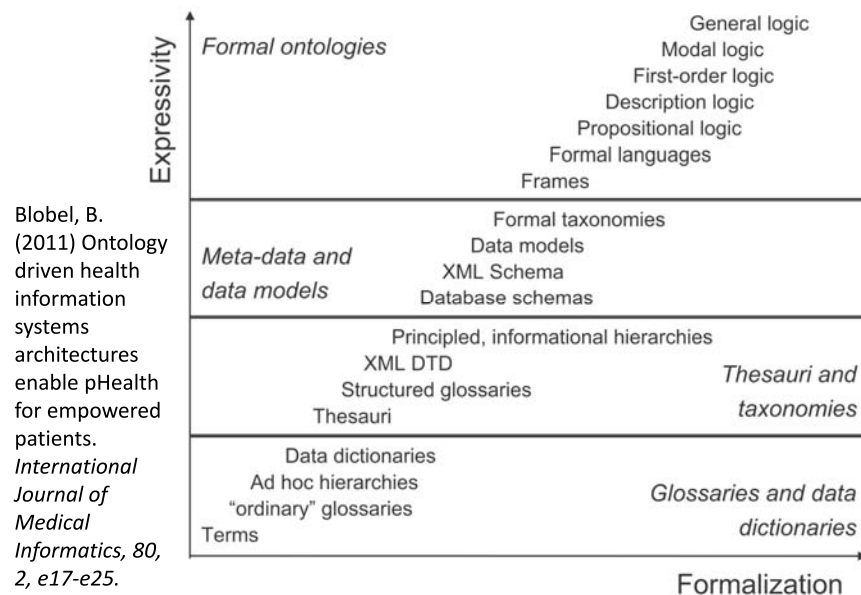 Expressivity
Formal ontologies
General logic
Modal logic
First-order logic
Description logic
Propositional logic
Formal languages
Frames
Meta-data and
data models
Formal taxonomies
Data models
XML Schema
Database schemas
Principled, informational hierarchies
XML DTD
Structured glossaries
Thesauri
Thesauri and
taxonomies
Data dictionaries
Ad hoc hierarchies
“ordinary” glossaries
Terms
Glossaries and data
dictionaries
Formalization
Blobel, B.
(2011) Ontology
driven health
information
systems
architectures
enable pHealth
for empowered
patients.
International
Journal of
Medical
Informatics, 80,
2, e17-e25.